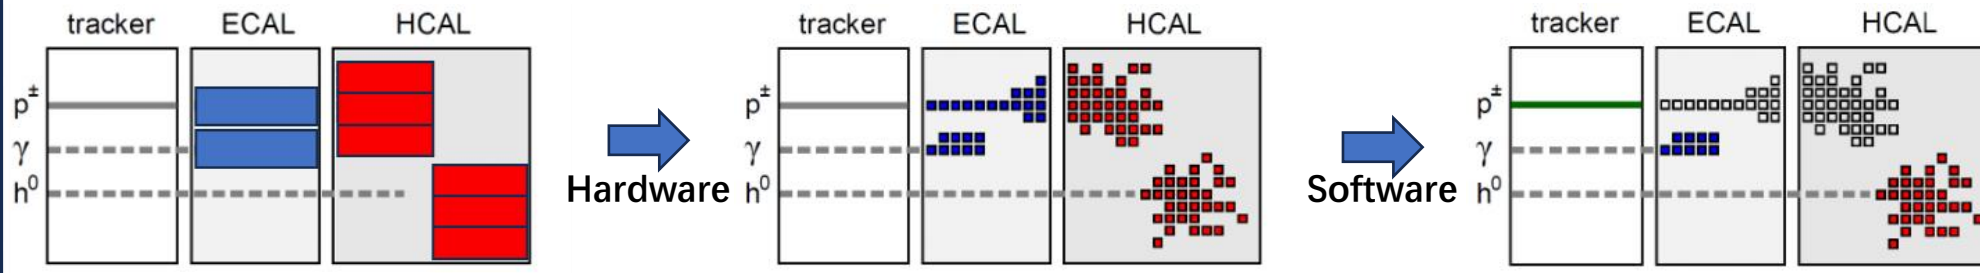 tracker ECAL HCAL
p±
γ
h⁰
Hardware
tracker ECAL HCAL
p±
γ
h⁰
Software
tracker ECAL HCAL
p±
γ
h⁰